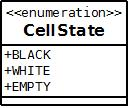 <<enumeration>>
CellState
+BLACK
+WHITE
+EMPTY